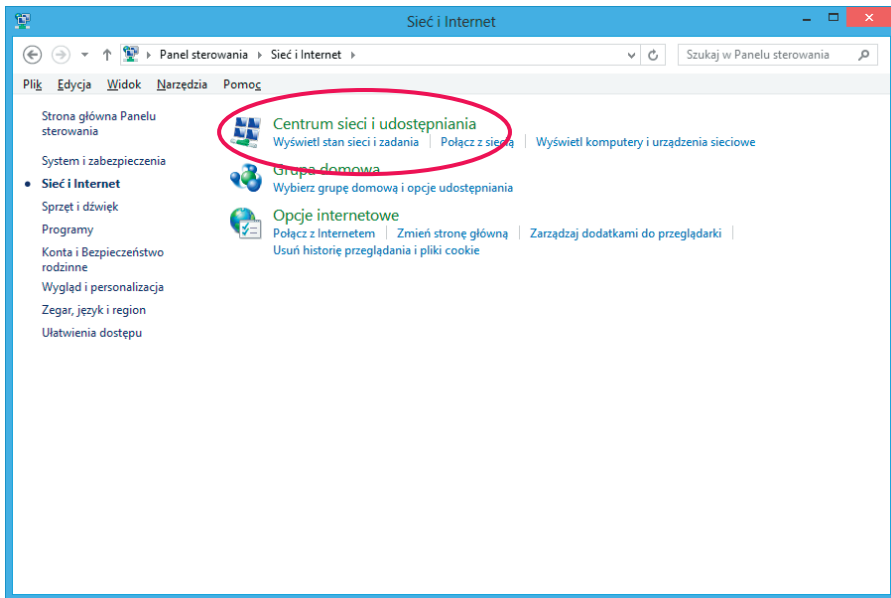 Sieć i Internet
Panel sterowania Sieć i Internet
Szukaj w Panelu sterowania
Plik Edycja Widok Narzędzia Pomoc
Strona główna Panelu
sterowania
System i zabezpieczenia
Sieć i Internet
Sprzęt i dźwięk
Programy
Konta i Bezpieczeństwo
rodzinne
Wygląd i personalizacja
Zegar, język i region
Ułatwienia dostępu
Centrum sieci i udostępniania
Wyświetl stan sieci i zadania Połącz z siecią Wyświetl komputery i urządzenia sieciowe
Grupa domowa
Wybierz grupę domową i opcje udostępniania
Opcje internetowe
Połącz z Internetem Zmień stronę główną Zarządzaj dodatkami do przeglądarki
Usuń historię przeglądania i pliki cookie